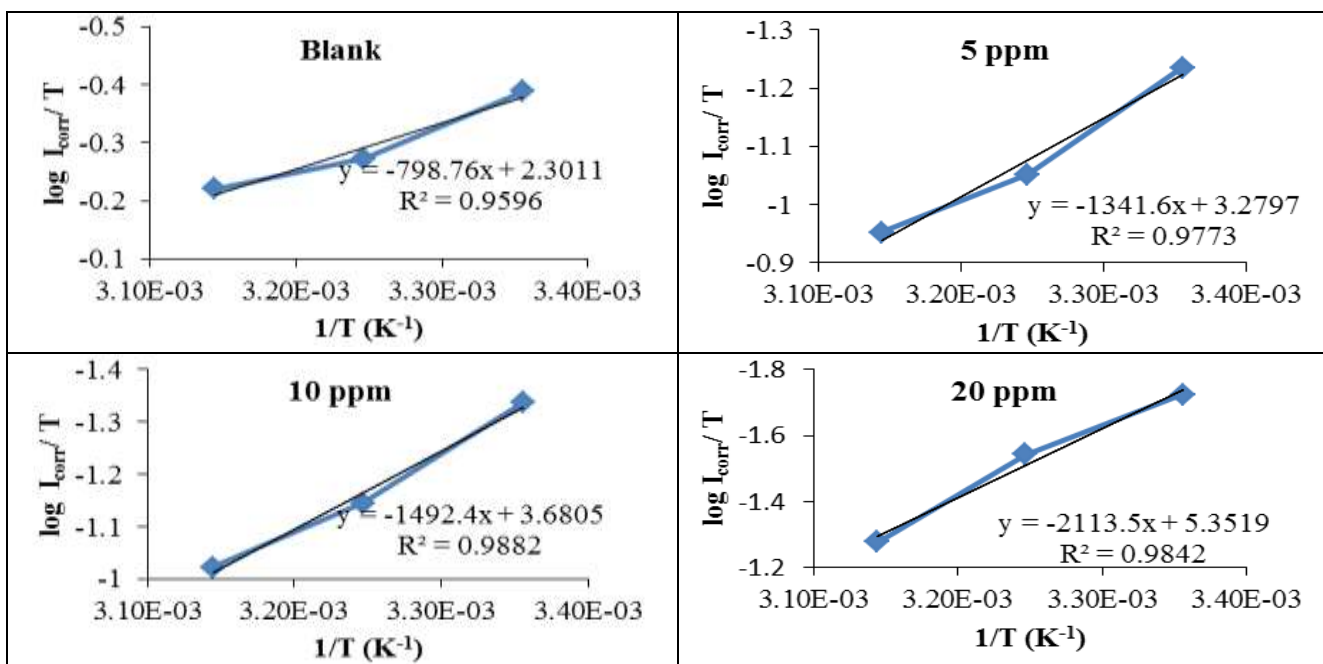 Blank
log Icorr/ T
-0.5
-0.4
-0.3
-0.2
-0.1
y = -798.76x + 2.3011
R² = 0.9596
3.10E-03 3.20E-03 3.30E-03 3.40E-03
1/T (K⁻¹)
5 ppm
log Icorr/ T
-1.3
-1.2
-1.1
-1
-0.9
y = -1341.6x + 3.2797
R² = 0.9773
3.10E-03 3.20E-03 3.30E-03 3.40E-03
1/T (K⁻¹)
10 ppm
log Icorr/ T
-1.4
-1.3
-1.2
-1.1
-1
y = -1492.4x + 3.6805
R² = 0.9882
3.10E-03 3.20E-03 3.30E-03 3.40E-03
1/T (K⁻¹)
20 ppm
log Icorr/ T
-1.8
-1.6
-1.4
-1.2
y = -2113.5x + 5.3519
R² = 0.9842
3.10E-03 3.20E-03 3.30E-03 3.40E-03
1/T (K⁻¹)